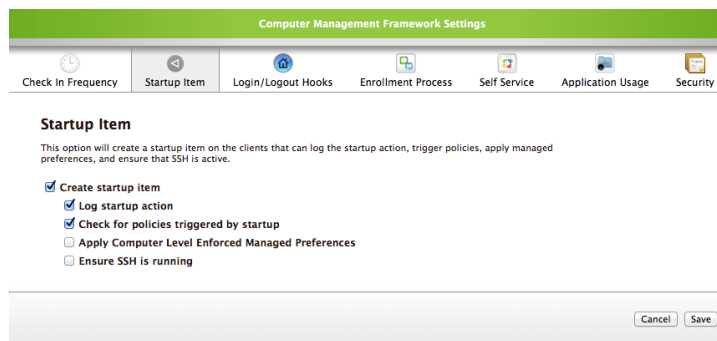 Computer Management Framework Settings
Check In Frequency
Startup Item
Login/Logout Hooks
Enrollment Process
Self Service
Application Usage
Security
Startup Item
This option will create a startup item on the clients that can log the startup action, trigger policies, apply managed
preferences, and ensure that SSH is active.
Create startup item
Log startup action
Check for policies triggered by startup
Apply Computer Level Enforced Managed Preferences
Ensure SSH is running
Cancel
Save